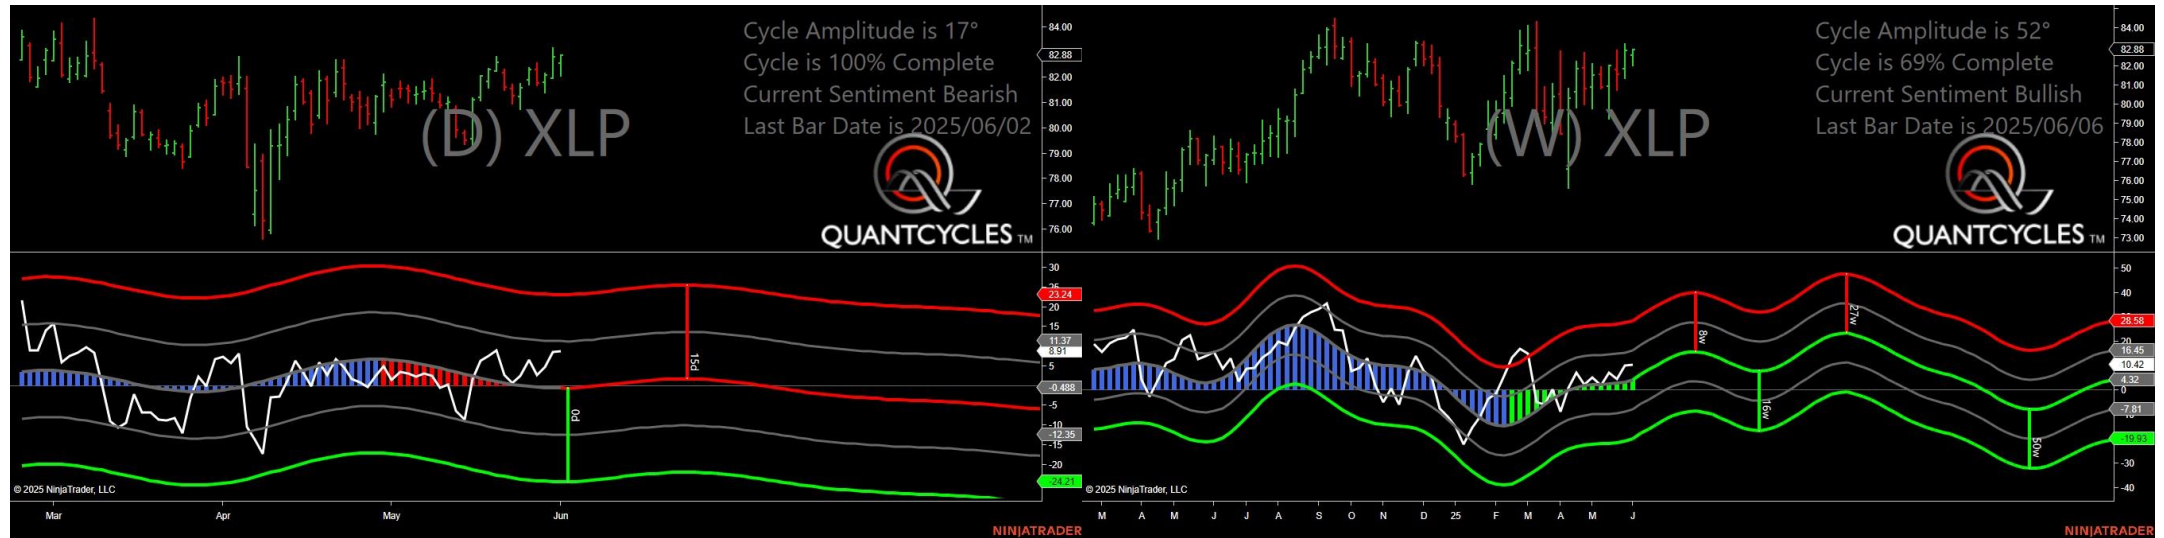 Cycle Amplitude is 17°
Cycle is 100% Complete
Current Sentiment Bearish
Last Bar Date is 2025/06/02
(D) XLP
QUANTCYCLES TM
84.00
82.88
82.00
81.00
80.00
79.00
78.00
77.00
76.00
30
25
23.24
20
15
11.37
8.91
5
-0.488
-5
-10
-12.35
-15
-20
-24.21
15d
0d
© 2025 NinjaTrader, LLC
Mar Apr May Jun
NINJATRADER
Cycle Amplitude is 52°
Cycle is 69% Complete
Current Sentiment Bullish
Last Bar Date is 2025/06/06
(W) XLP
QUANTCYCLES TM
84.00
82.88
82.00
81.00
80.00
79.00
78.00
77.00
76.00
75.00
74.00
73.00
50
40
28.58
20
16.45
10.42
4.32
0
-7.81
-19.93
-30
-40
8w
16w
27w
50w
© 2025 NinjaTrader, LLC
M A M J J A S O N D 25 F M A M J
NINJATRADER